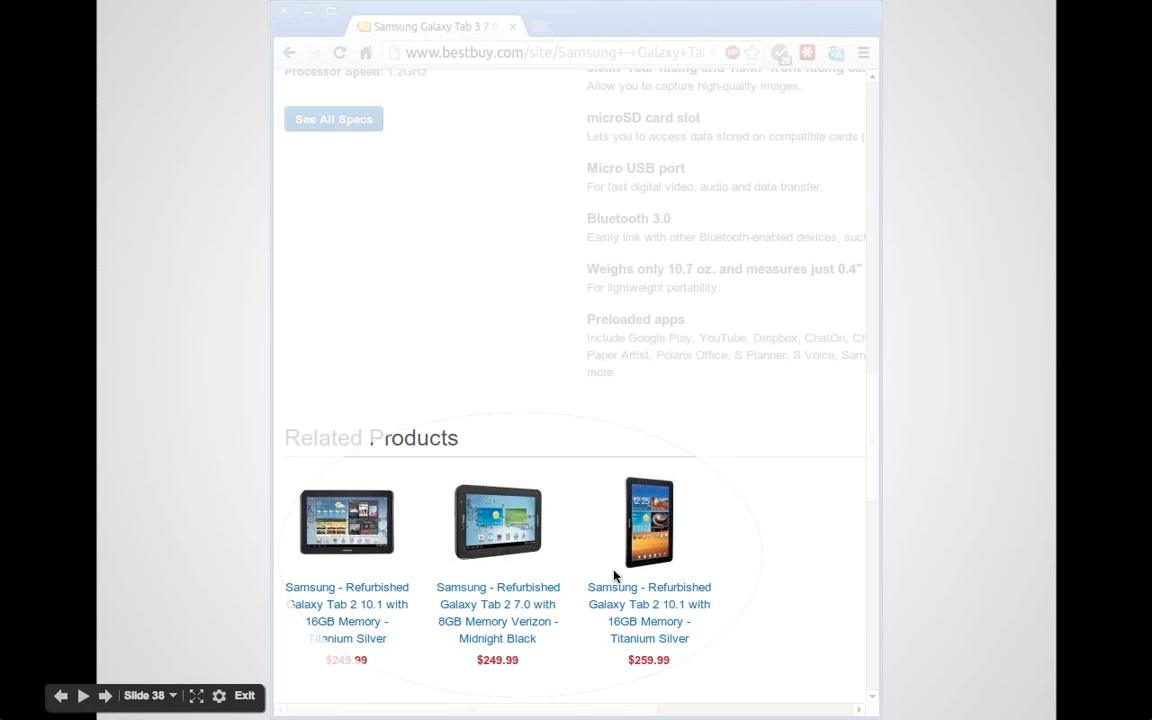 Samsung Galaxy Tab 3 7.0
www.bestbuy.com/site/Samsung+-+Galaxy+Tal
Processor Speed: 1.2GHz
Allow you to capture high-quality images.
See All Specs
microSD card slot
Lets you to access data stored on compatible cards (
Micro USB port
For fast digital video, audio and data transfer.
Bluetooth 3.0
Easily link with other Bluetooth-enabled devices, such
Weighs only 10.7 oz. and measures just 0.4"
For lightweight portability.
Preloaded apps
Include Google Play, YouTube, Dropbox, ChatOn, Ch
Paper Artist, Polaris Office, S Planner, S Voice, Sam
more.
Related Products
Samsung - Refurbished
Galaxy Tab 2 10.1 with
16GB Memory -
Titanium Silver
$249.99
Samsung - Refurbished
Galaxy Tab 2 7.0 with
8GB Memory Verizon -
Midnight Black
$249.99
Samsung - Refurbished
Galaxy Tab 2 10.1 with
16GB Memory -
Titanium Silver
$259.99
Slide 38
Exit